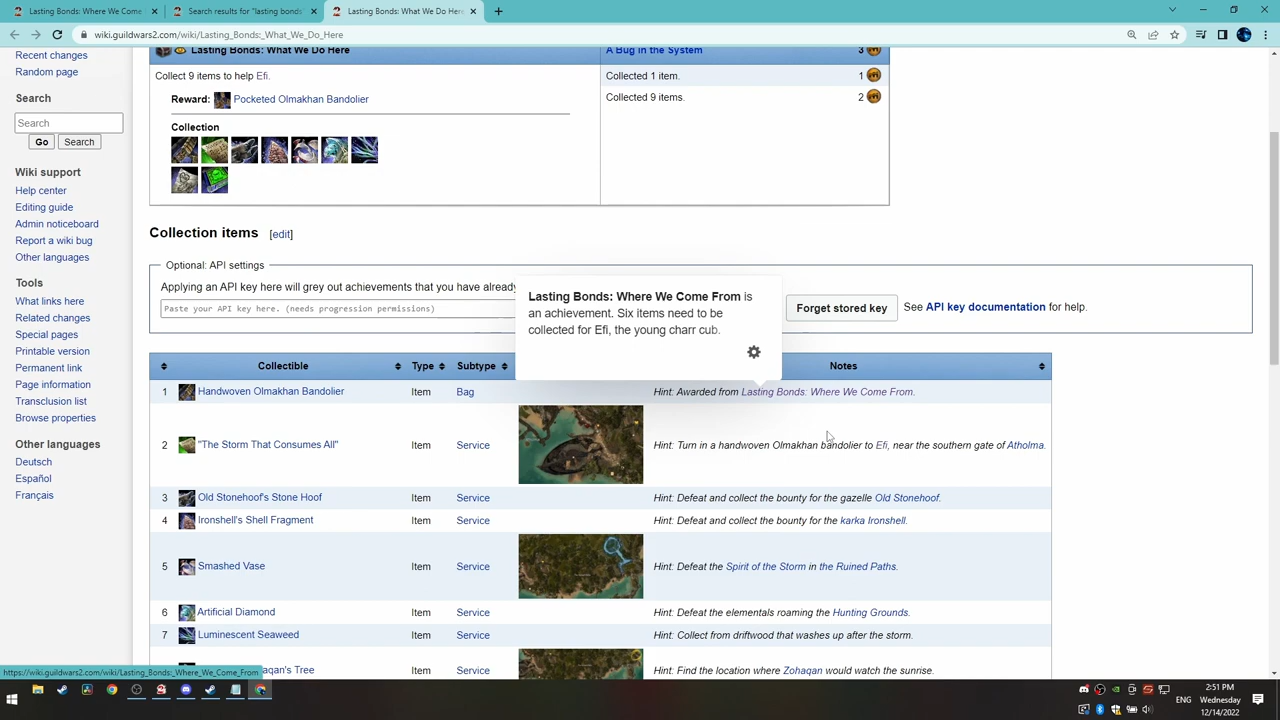 Lasting Bonds: Where We Co
Search results for "lasting bonds
Lasting Bonds: What We Do Here
wiki.guildwars2.com/wiki/Lasting_Bonds:_What_We_Do_Here
Recent changes
Random page
Search
Search
Go
Search
Wiki support
Help center
Editing guide
Admin noticeboard
Report a wiki bug
Other languages
Tools
What links here
Related changes
Special pages
Printable version
Permanent link
Page information
Transclusion list
Browse properties
Other languages
Deutsch
Español
Français
Lasting Bonds: What We Do Here
A Bug in the System
3
Collect 9 items to help Efi.
Collected 1 item.
1
Reward: Pocketed Olmakhan Bandolier
Collected 9 items.
2
Collection
Collection items [edit]
Optional: API settings
Applying an API key here will grey out achievements that you have already
Paste your API key here. (needs progression permissions)
Forget stored key
See API key documentation for help.
Lasting Bonds: Where We Come From is
an achievement. Six items need to be
collected for Efi, the young charr cub.
Collectible
Type
Subtype
Notes
1 Handwoven Olmakhan Bandolier Item Bag Hint: Awarded from Lasting Bonds: Where We Come From.
2 "The Storm That Consumes All" Item Service Hint: Turn in a handwoven Olmakhan bandolier to Efi, near the southern gate of Atholma.
3 Old Stonehoof's Stone Hoof Item Service Hint: Defeat and collect the bounty for the gazelle Old Stonehoof.
4 Ironshell's Shell Fragment Item Service Hint: Defeat and collect the bounty for the karka Ironshell.
5 Smashed Vase Item Service Hint: Defeat the Spirit of the Storm in the Ruined Paths.
6 Artificial Diamond Item Service Hint: Defeat the elementals roaming the Hunting Grounds.
7 Luminescent Seaweed Item Service Hint: Collect from driftwood that washes up after the storm.
aqan's Tree Item Service Hint: Find the location where Zohaqan would watch the sunrise.
https://wiki.guildwars2.com/wiki/Lasting_Bonds:_Where_We_Come_From
ENG
2:51 PM
Wednesday
12/14/2022